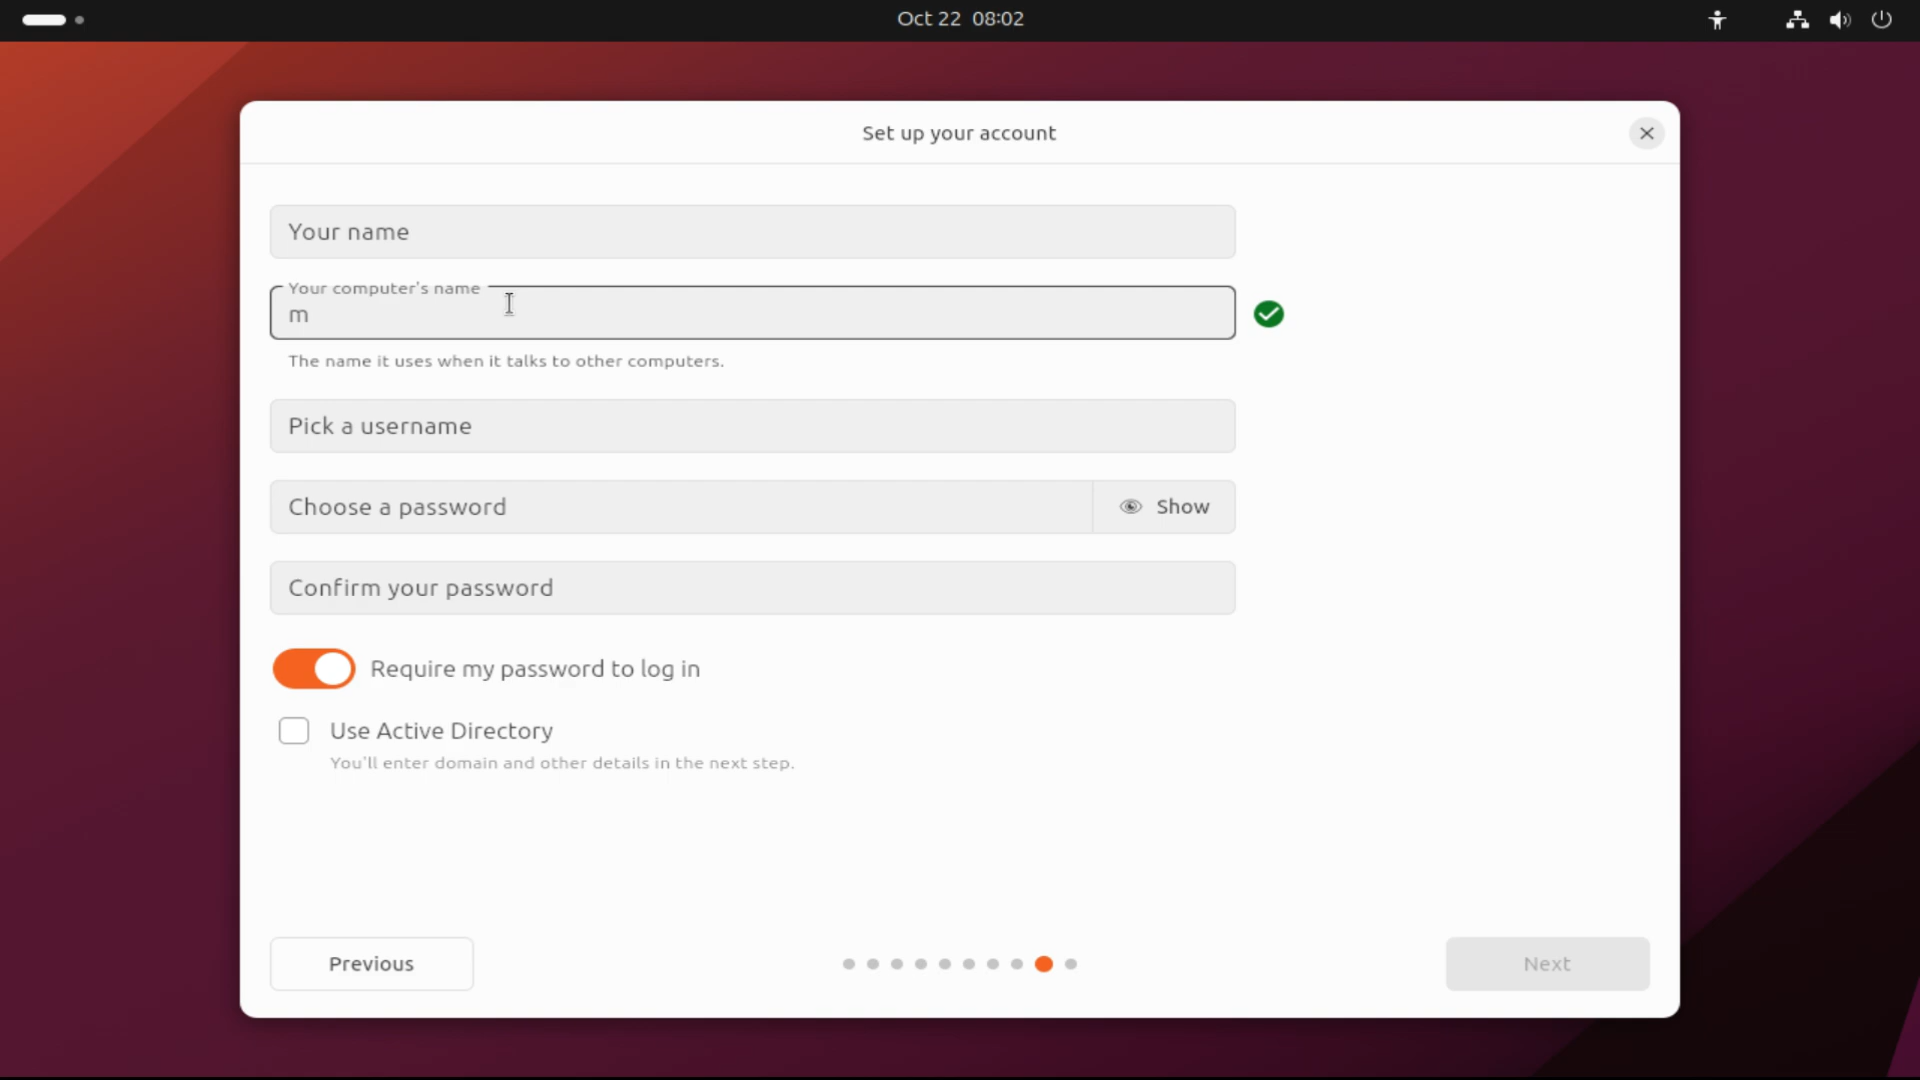 Oct 22 08:02
Set up your account
Your name
Your computer's name
m
The name it uses when it talks to other computers.
Pick a username
Choose a password
Show
Confirm your password
Require my password to log in
Use Active Directory
You'll enter domain and other details in the next step.
Previous
Next